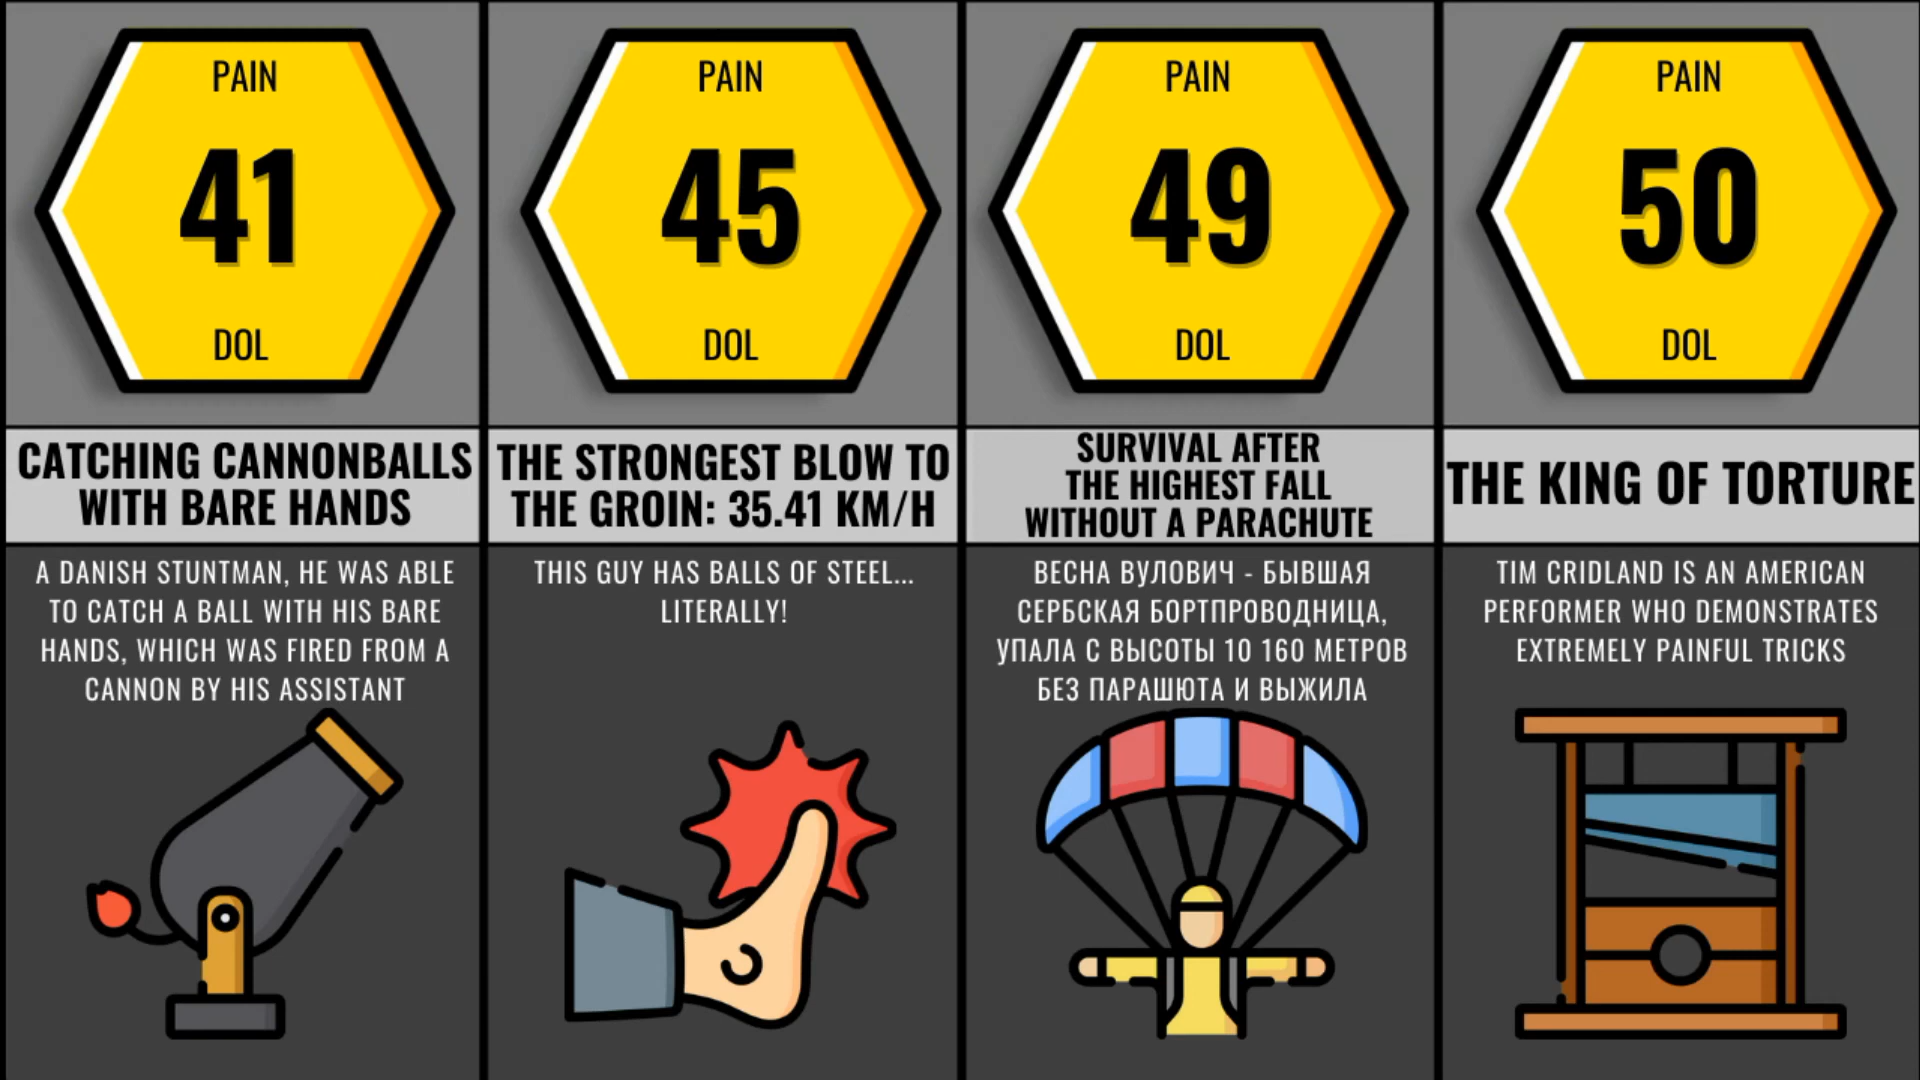 PAIN
41
DOL
CATCHING CANNONBALLS
WITH BARE HANDS
A DANISH STUNTMAN, HE WAS ABLE
TO CATCH A BALL WITH HIS BARE
HANDS, WHICH WAS FIRED FROM A
CANNON BY HIS ASSISTANT
PAIN
45
DOL
THE STRONGEST BLOW TO
THE GROIN: 35.41 KM/H
THIS GUY HAS BALLS OF STEEL...
LITERALLY!
PAIN
49
DOL
SURVIVAL AFTER
THE HIGHEST FALL
WITHOUT A PARACHUTE
ВЕСНА ВУЛОВИЧ - БЫВШАЯ
СЕРБСКАЯ БОРТПРОВОДНИЦА,
УПАЛА С ВЫСОТЫ 10 160 МЕТРОВ
БЕЗ ПАРАШЮТА И ВЫЖИЛА
PAIN
50
DOL
THE KING OF TORTURE
TIM CRIDLAND IS AN AMERICAN
PERFORMER WHO DEMONSTRATES
EXTREMELY PAINFUL TRICKS